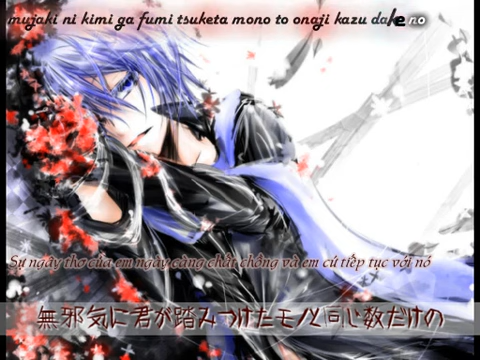 mujaki ni kimi ga fumi tsuketa mono to onaji kazu dake no
Sự ngây thơ của em ngày càng chất chồng và em cứ tiếp tục với nó
無邪気に君が踏みつけたモノと同じ数だけの